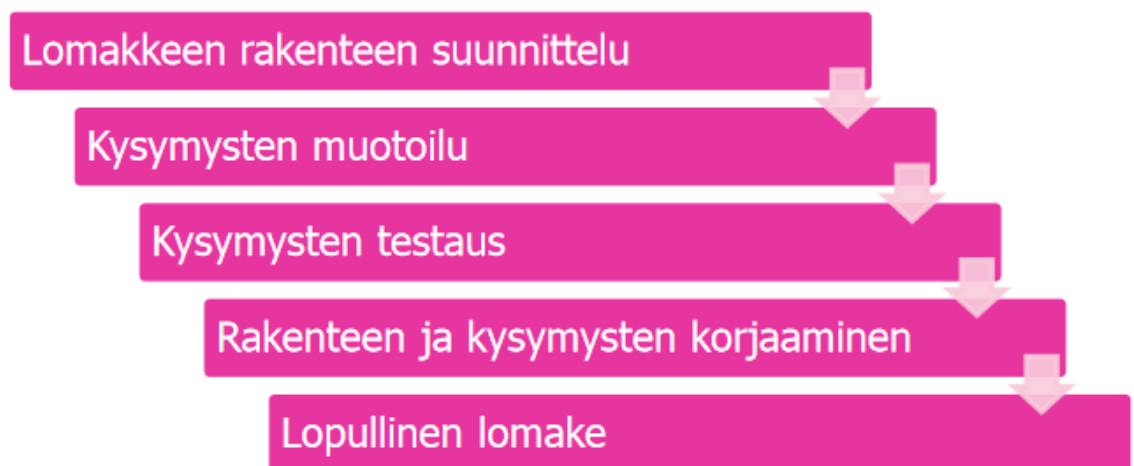 Lomakkeen rakenteen suunnittelu
Kysymysten muotoilu
Kysymysten testaus
Rakenteen ja kysymysten korjaaminen
Lopullinen lomake